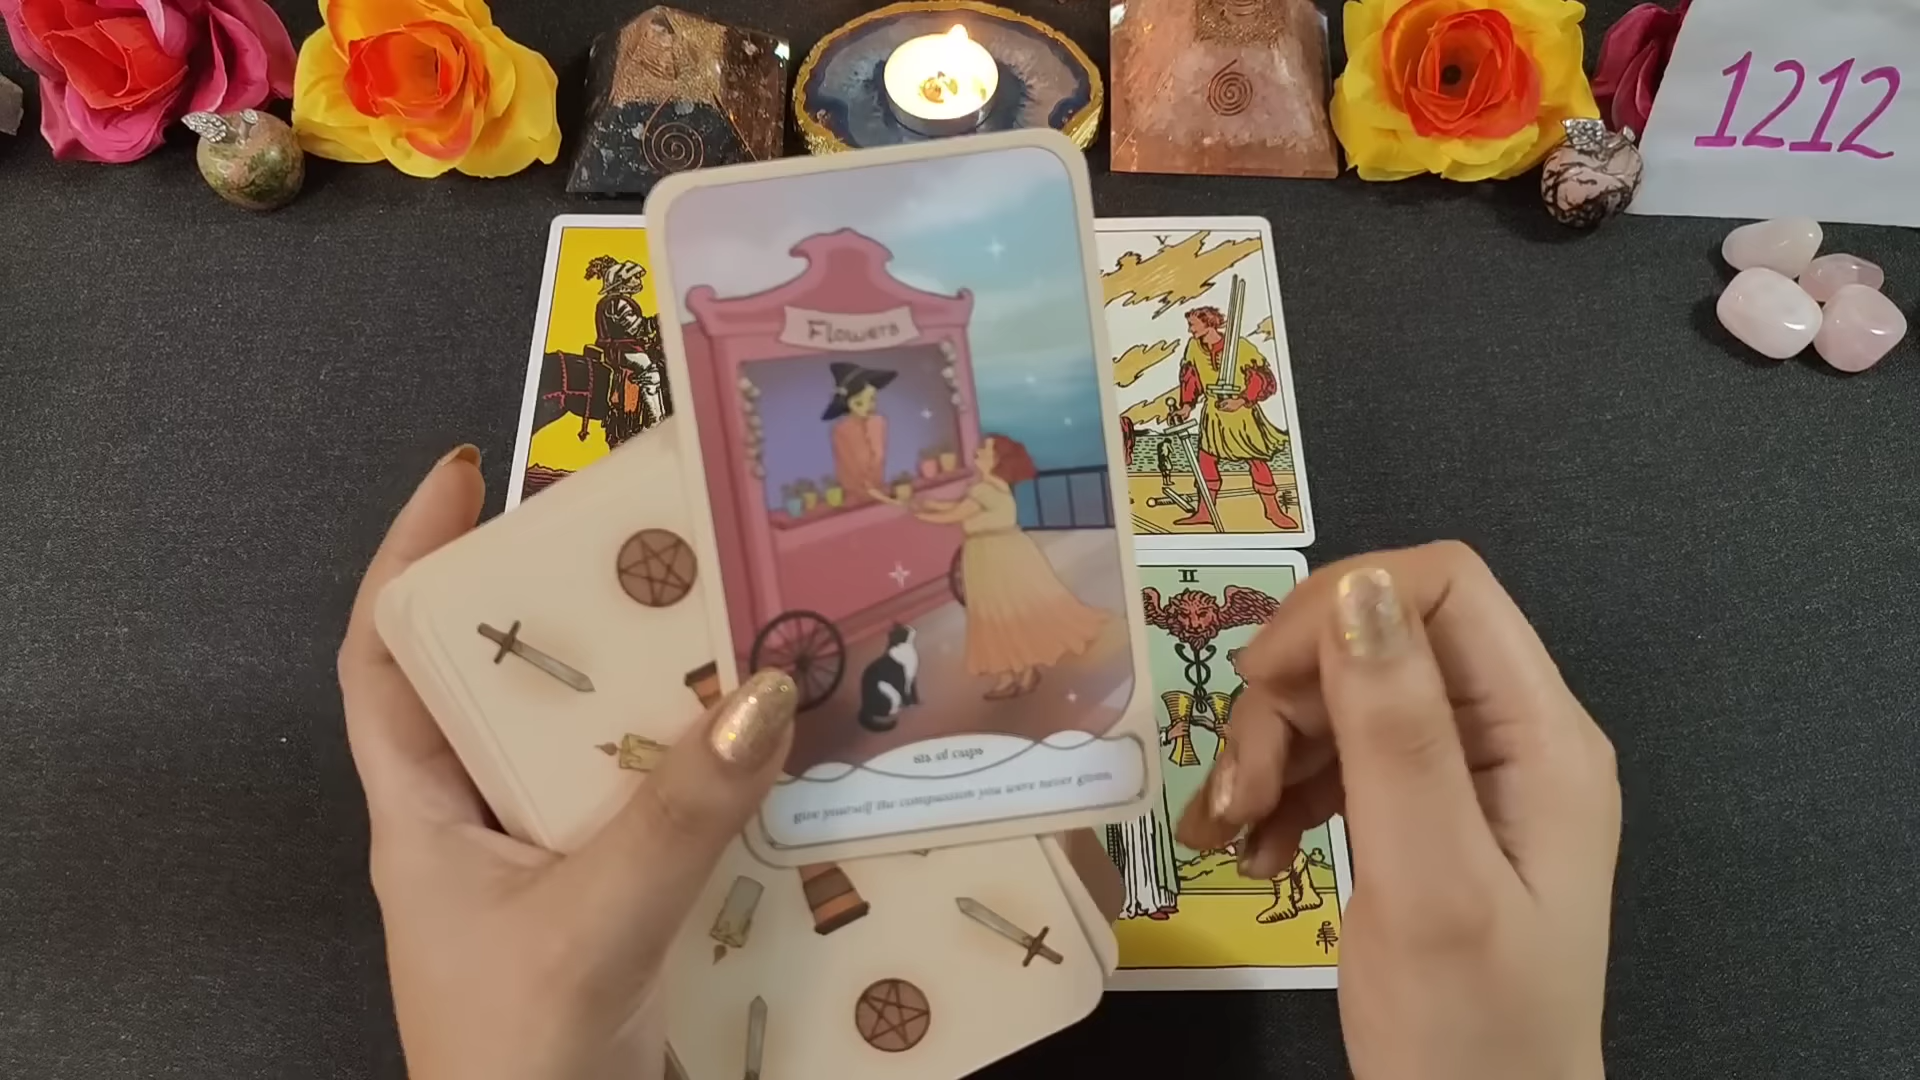 1212
V
Flowers
II
six of cups
give yourself the compassion you were never given.